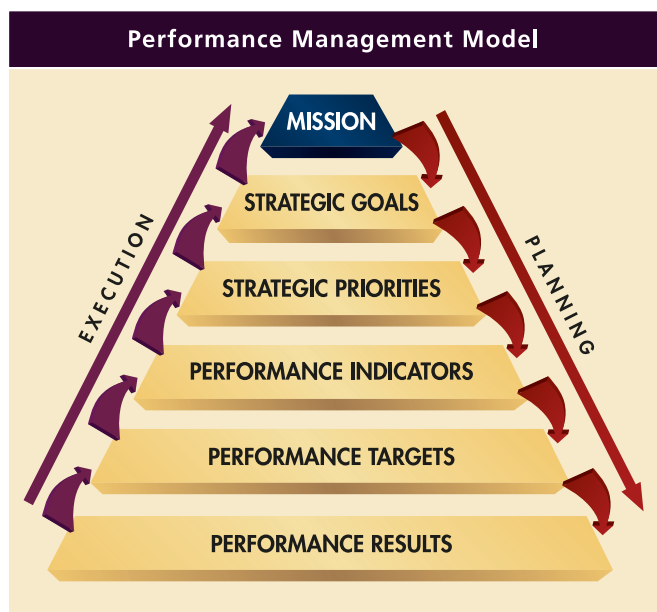 Performance Management Model
MISSION
STRATEGIC GOALS
STRATEGIC PRIORITIES
PERFORMANCE INDICATORS
PERFORMANCE TARGETS
PERFORMANCE RESULTS
EXECUTION
PLANNING